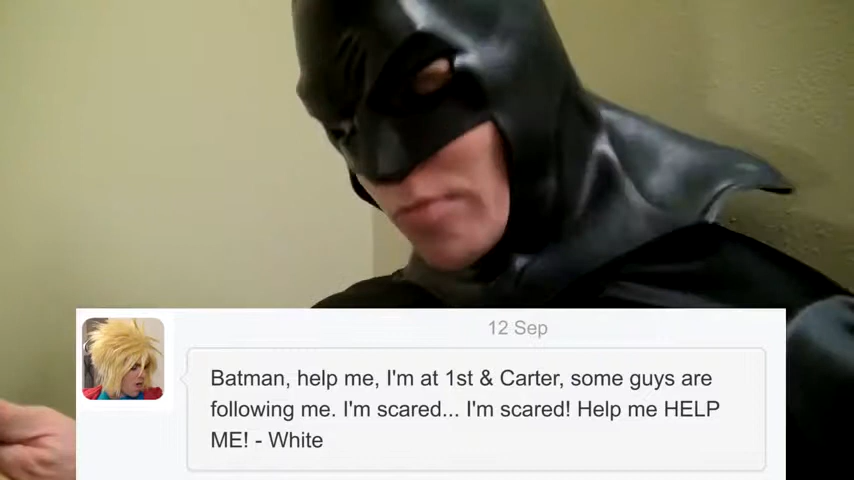 12 Sep
Batman, help me, I'm at 1st & Carter, some guys are
following me. I'm scared... I'm scared! Help me HELP
ME! - White